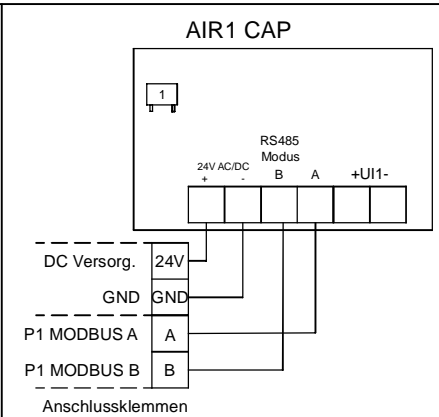 AIR1 CAP
1
RS485
Modus
24V AC/DC
+ - B A +UI1-
DC Versorg. 24V
GND GND
P1 MODBUS A A
P1 MODBUS B B
Anschlussklemmen